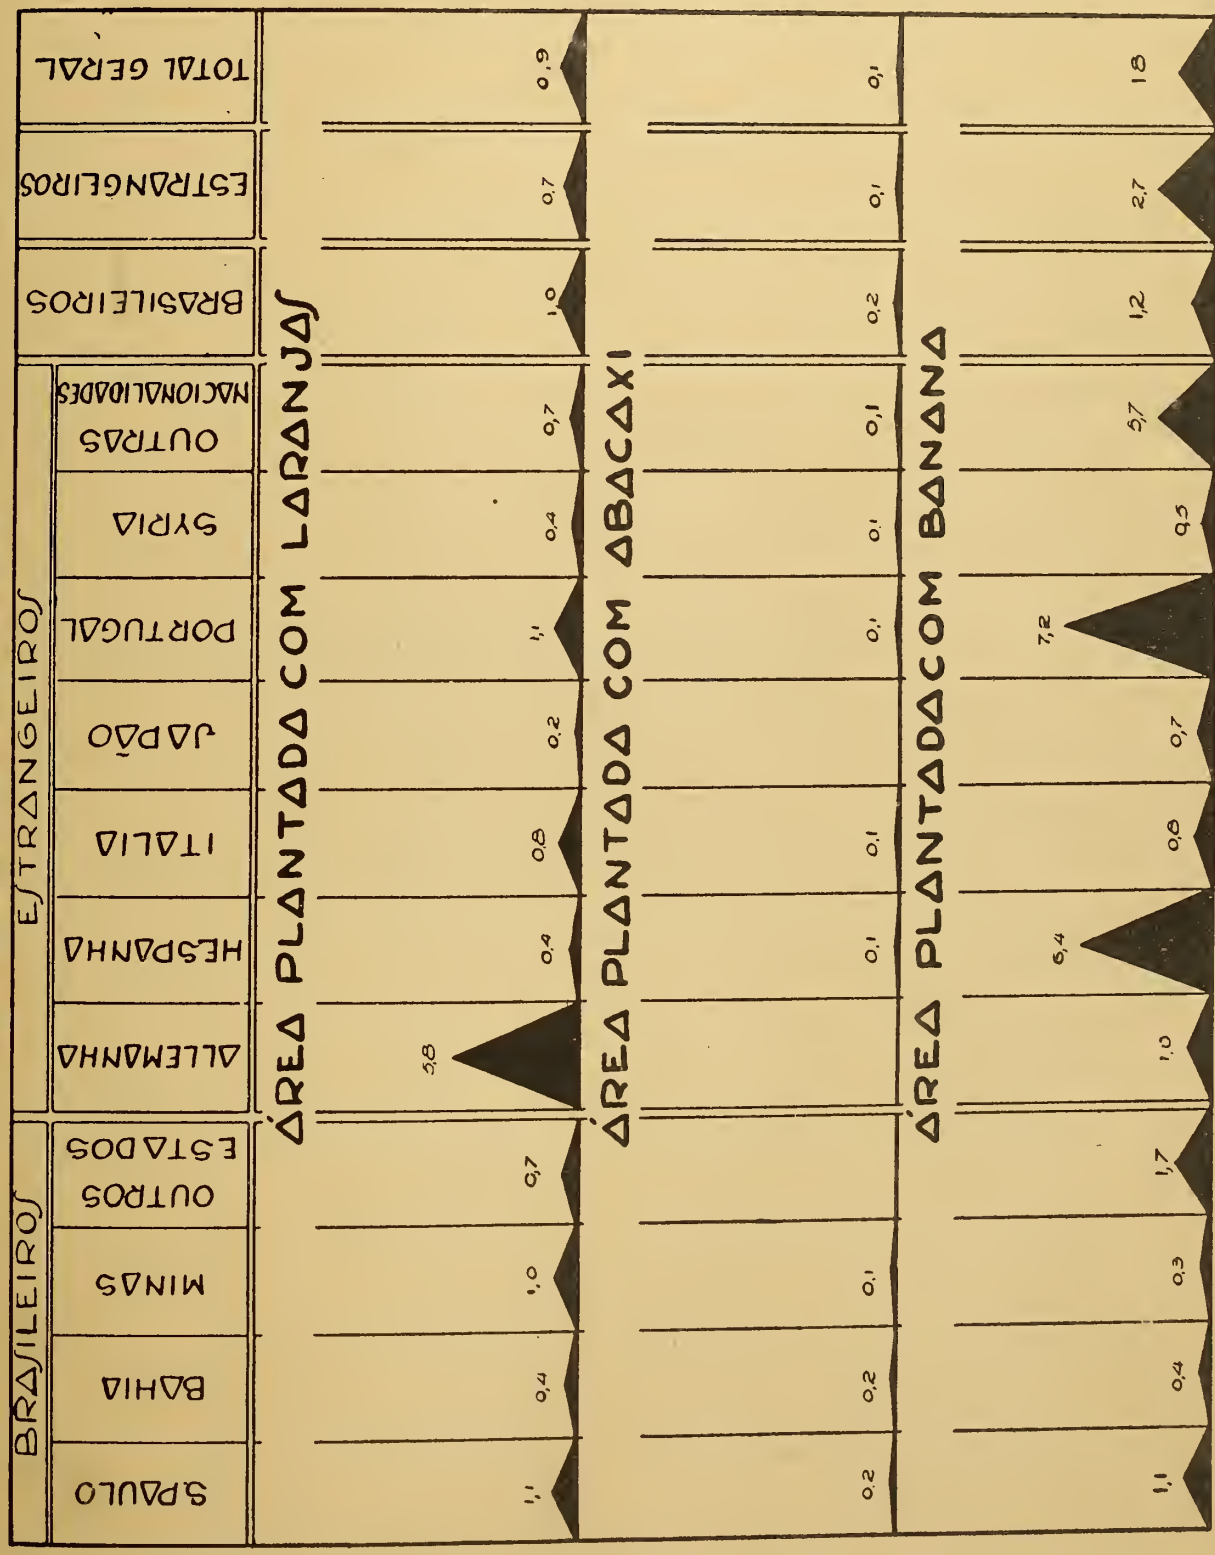 BRASILEIROS
ESTRANGEIROS
S.PAULO
BAHIA
MINAS
OUTROS
ESTADOS
ALLEMANHA
HESPANHA
ITALIA
JAPÃO
PORTUGAL
SYRIA
OUTRAS
NACIONALIDADES
BRASILEIROS
ESTRANGEIROS
TOTAL GERAL
ÁREA PLANTADA COM LARANJAS
1,1 0,4 1,0 0,7 5,8 0,4 0,8 0,2 1,1 0,4 0,7 1,0 0,7 0,9
ÁREA PLANTADA COM ABACAXI
0.2 0,2 0,1 0,1 0,1 0,1 0.1 0,1 0,2 0,1 0,1
ÁREA PLANTADA COM BANANA
1,1 0,4 0,3 1,7 1,0 6,4 0,8 0,7 7,2 0,5 5,7 1,2 2,7 18